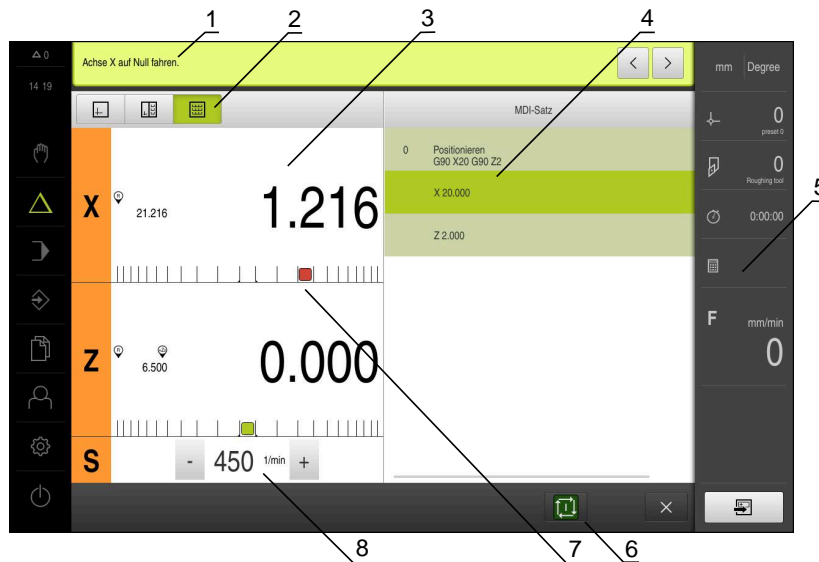 1
2
3
4
△ 0
Achse X auf Null fahren.
< >
mm Degree
14 19
MDI-Satz
0
preset 0
0 Positionieren
G90 X20 G90 Z2
X
R
21.216
1.216
X 20.000
0
Roughing tool
5
0:00:00
Z 2.000
F mm/min
0
Z
R
6.500
0.000
S
- 450 1/min +
×
8
7
6